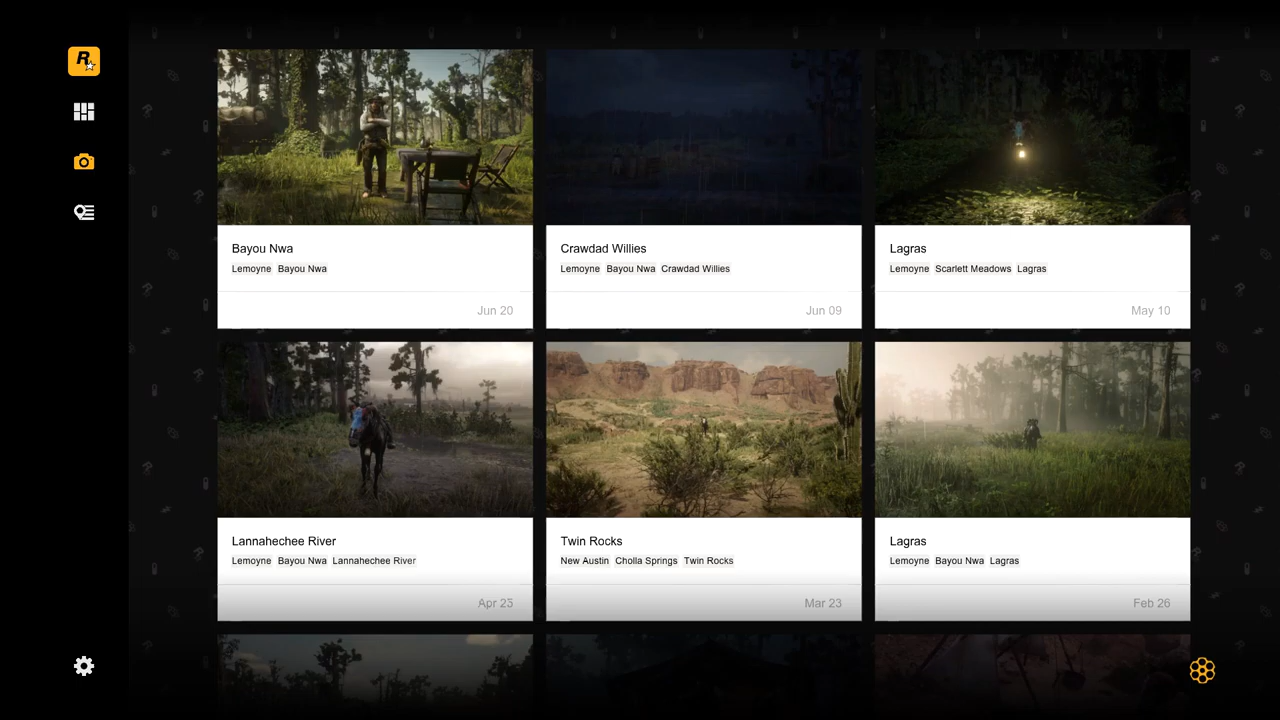 R
Bayou Nwa
Lemoyne Bayou Nwa
Jun 20
Crawdad Willies
Lemoyne Bayou Nwa Crawdad Willies
Jun 09
Lagras
Lemoyne Scarlett Meadows Lagras
May 10
Lannahechee River
Lemoyne Bayou Nwa Lannahechee River
Apr 23
Twin Rocks
New Austin Cholla Springs Twin Rocks
Mar 23
Lagras
Lemoyne Bayou Nwa Lagras
Feb 26